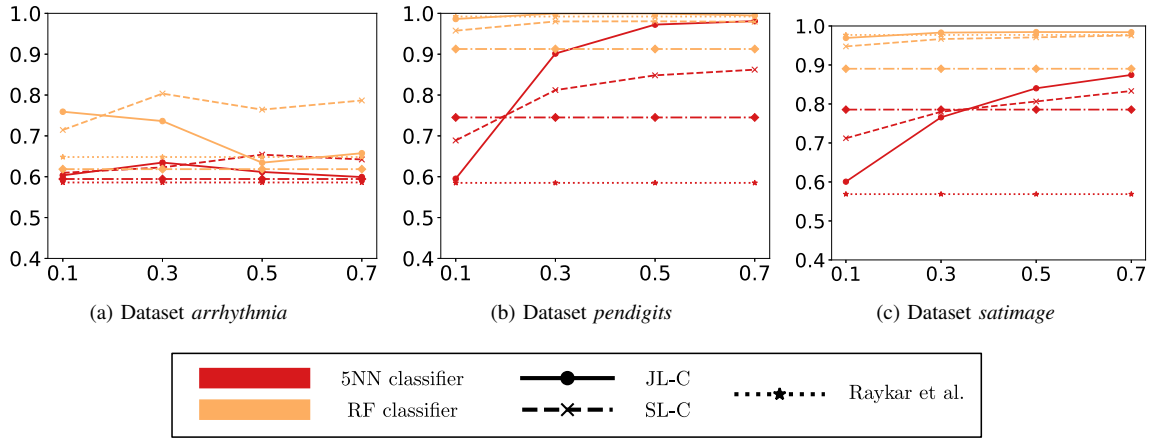 1.0
0.9
0.8
0.7
0.6
0.5
0.4
0.1 0.3 0.5 0.7
(a) Dataset arrhythmia
1.0
0.9
0.8
0.7
0.6
0.5
0.4
0.1 0.3 0.5 0.7
(b) Dataset pendigits
1.0
0.9
0.8
0.7
0.6
0.5
0.4
0.1 0.3 0.5 0.7
(c) Dataset satimage
5NN classifier JL-C Raykar et al.
RF classifier SL-C